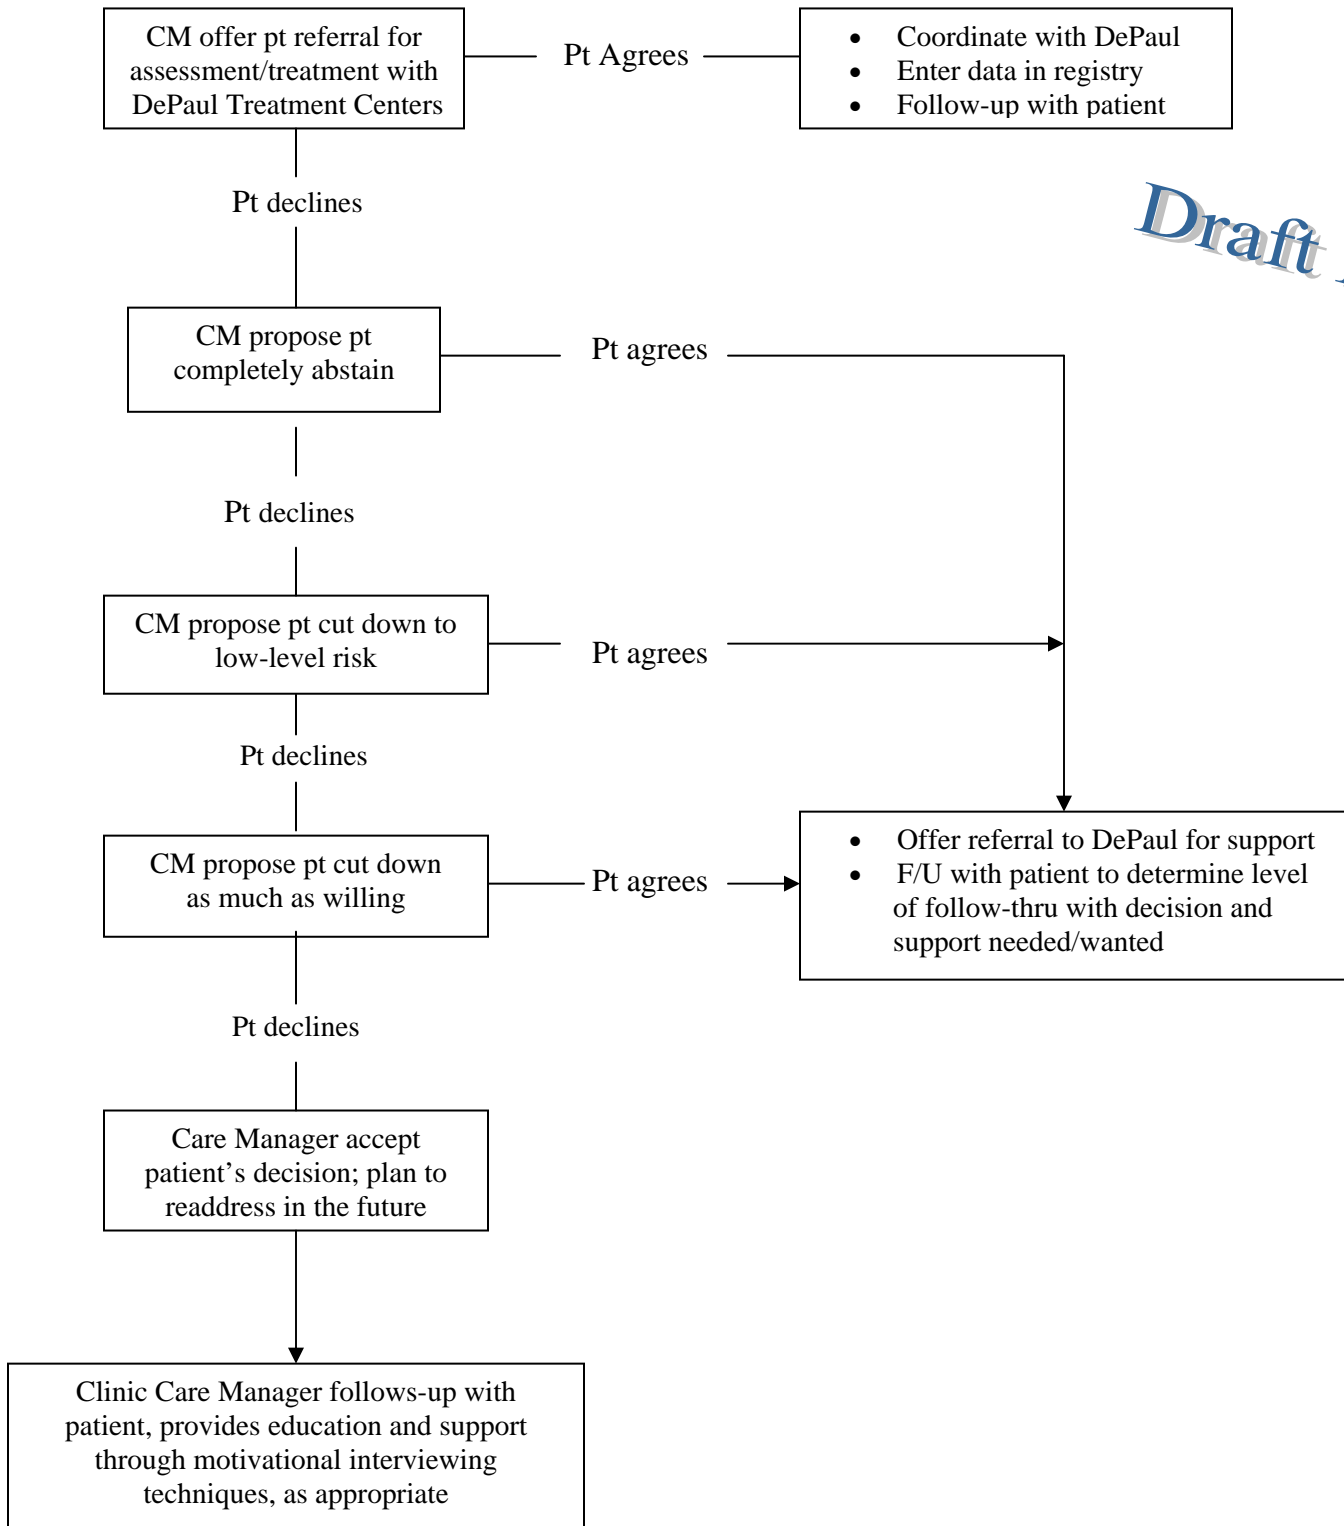 CM offer pt referral for
assessment/treatment with
DePaul Treatment Centers
Pt Agrees
• Coordinate with DePaul
• Enter data in registry
• Follow-up with patient
Pt declines
Draft
CM propose pt
completely abstain
Pt agrees
Pt declines
CM propose pt cut down to
low-level risk
Pt agrees
Pt declines
CM propose pt cut down
as much as willing
Pt agrees
• Offer referral to DePaul for support
• F/U with patient to determine level
of follow-thru with decision and
support needed/wanted
Pt declines
Care Manager accept
patient’s decision; plan to
readdress in the future
Clinic Care Manager follows-up with
patient, provides education and support
through motivational interviewing
techniques, as appropriate